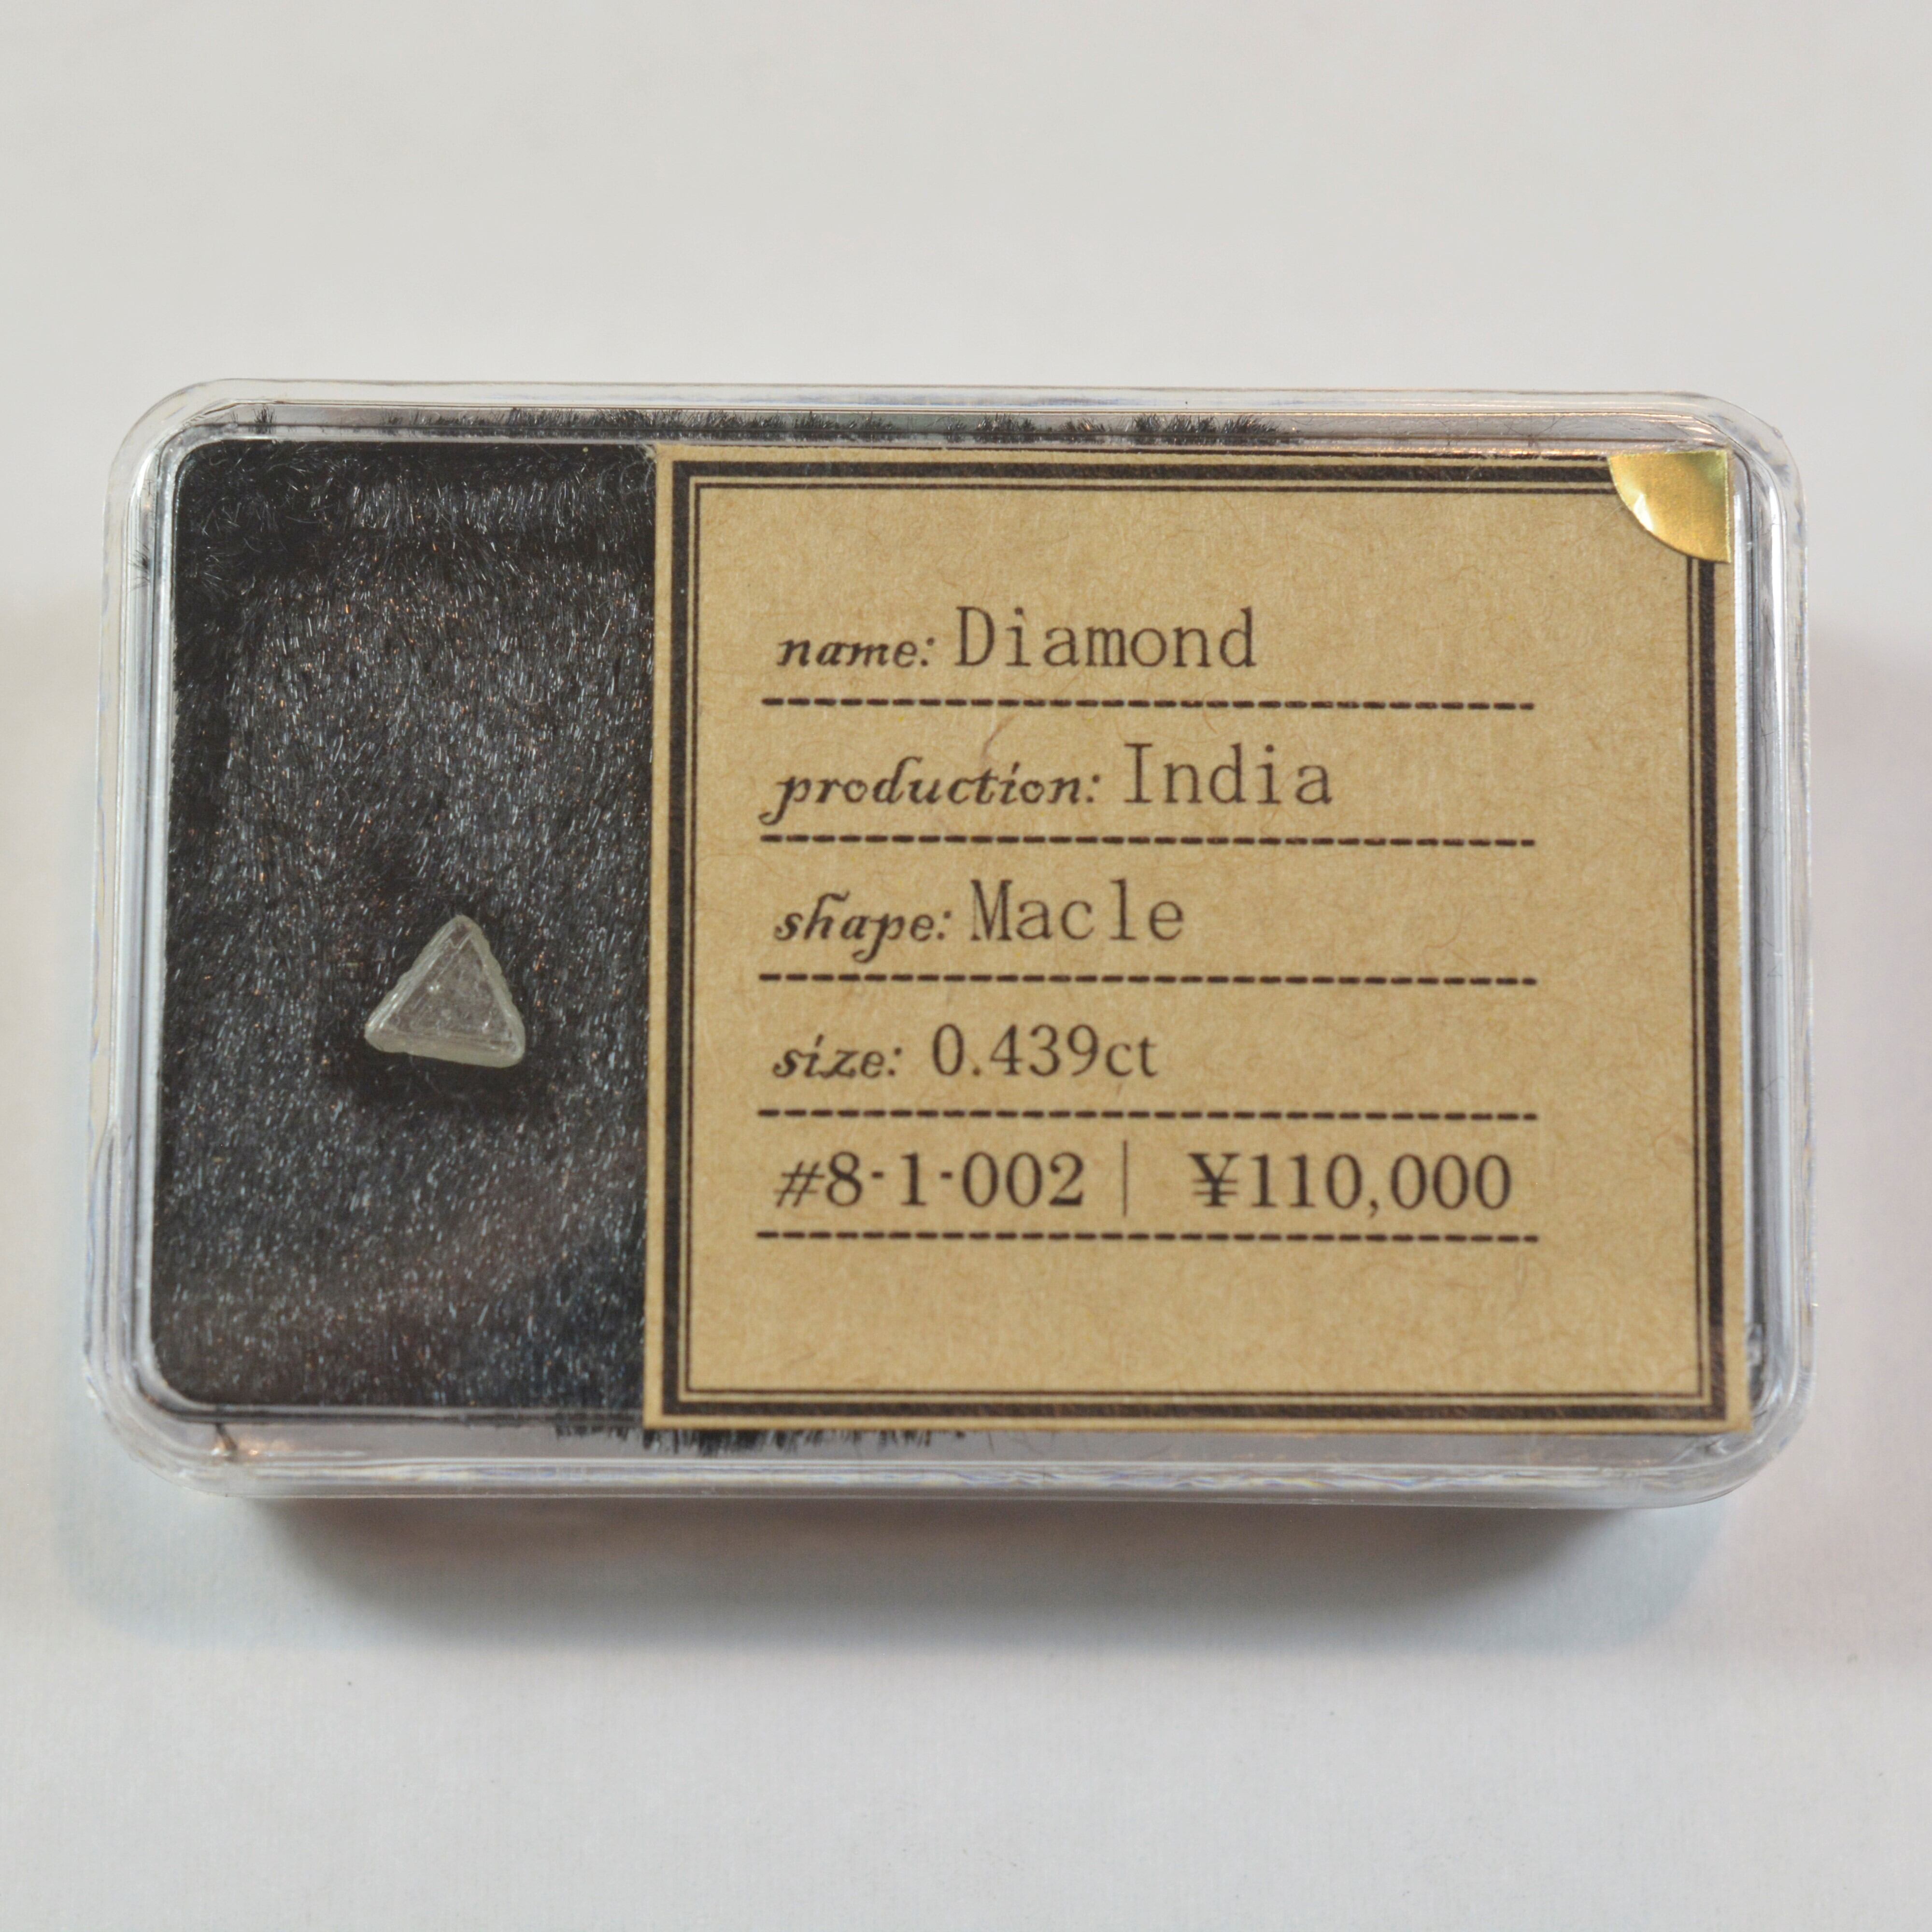 name: Diamond
production: India
shape: Macle
size: 0.439ct
#8-1-002 | ¥110,000